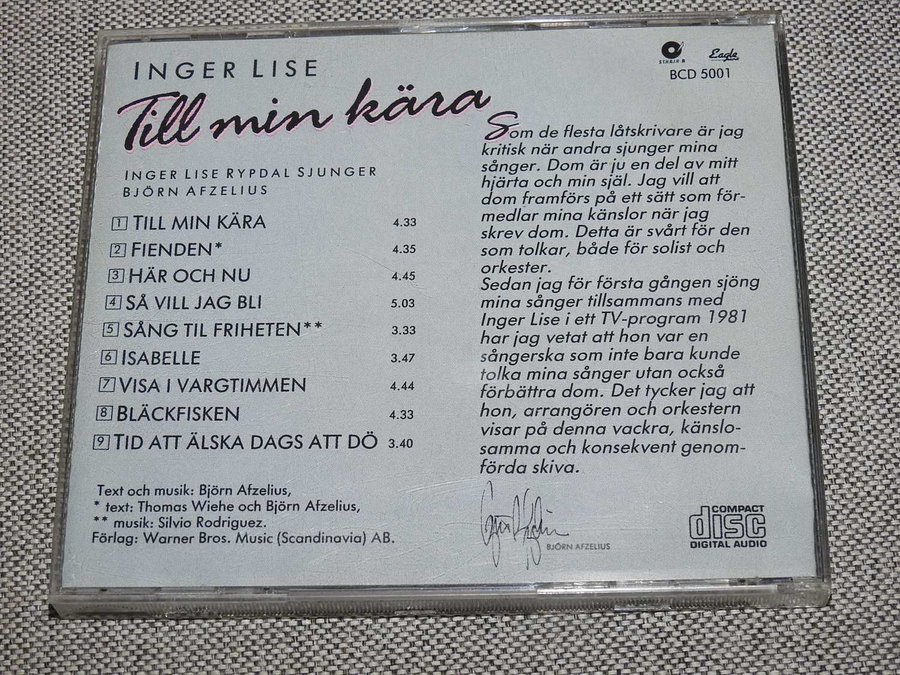 INGER LISE
Till min kära
INGER LISE RYPDAL SJUNGER
BJÖRN AFZELIUS
1 TILL MIN KÄRA 4.33
2 FIENDEN* 4.35
3 HÄR OCH NU 4.45
4 SÅ VILL JAG BLI 5.03
5 SÅNG TIL FRIHETEN** 3.33
6 ISABELLE 3.47
7 VISA I VARGTIMMEN 4.44
8 BLÄCKFISKEN 4.33
9 TID ATT ÄLSKA DAGS ATT DÖ 3.40
Text och musik: Björn Afzelius,
* text: Thomas Wiehe och Björn Afzelius,
** musik: Silvio Rodriguez.
Förlag: Warner Bros. Music (Scandinavia) AB.
Eagle
BCD 5001
Som de flesta låtskrivare är jag
kritisk när andra sjunger mina
sånger. Dom är ju en del av mitt
hjärta och min själ. Jag vill att
dom framförs på ett sätt som för-
medlar mina känslor när jag
skrev dom. Detta är svårt för den
som tolkar, både för solist och
orkester.
Sedan jag för första gången sjöng
mina sånger tillsammans med
Inger Lise i ett TV-program 1981
har jag vetat att hon var en
sångerska som inte bara kunde
tolka mina sånger utan också
förbättra dom. Det tycker jag att
hon, arrangören och orkestern
visar på denna vackra, känslo-
samma och konsekvent genom-
förda skiva.
BJÖRN AFZELIUS
COMPACT
disc
DIGITAL AUDIO